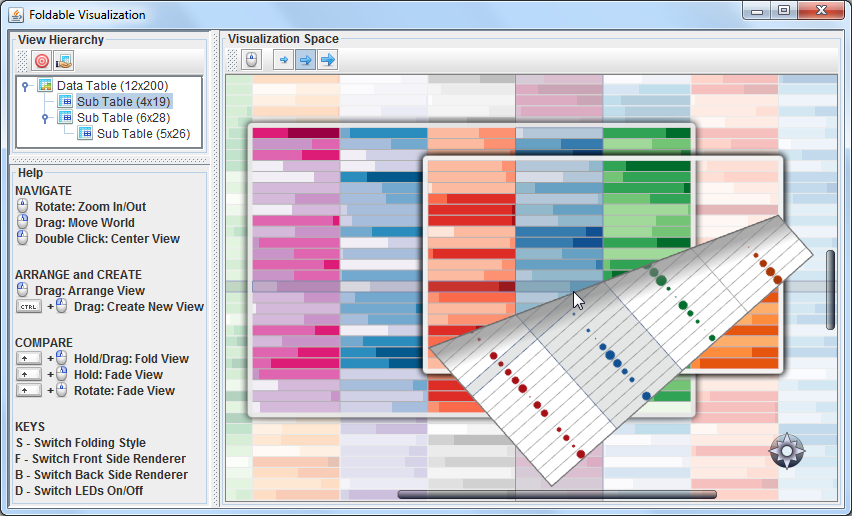 Foldable Visualization
View Hierarchy
Data Table (12x200)
Sub Table (4x19)
Sub Table (6x28)
Sub Table (5x26)
Help
NAVIGATE
Rotate: Zoom In/Out
Drag: Move World
Double Click: Center View
ARRANGE and CREATE
Drag: Arrange View
CTRL + Drag: Create New View
COMPARE
+ Hold/Drag: Fold View
+ Hold: Fade View
+ Rotate: Fade View
KEYS
S - Switch Folding Style
F - Switch Front Side Renderer
B - Switch Back Side Renderer
D - Switch LEDs On/Off
Visualization Space